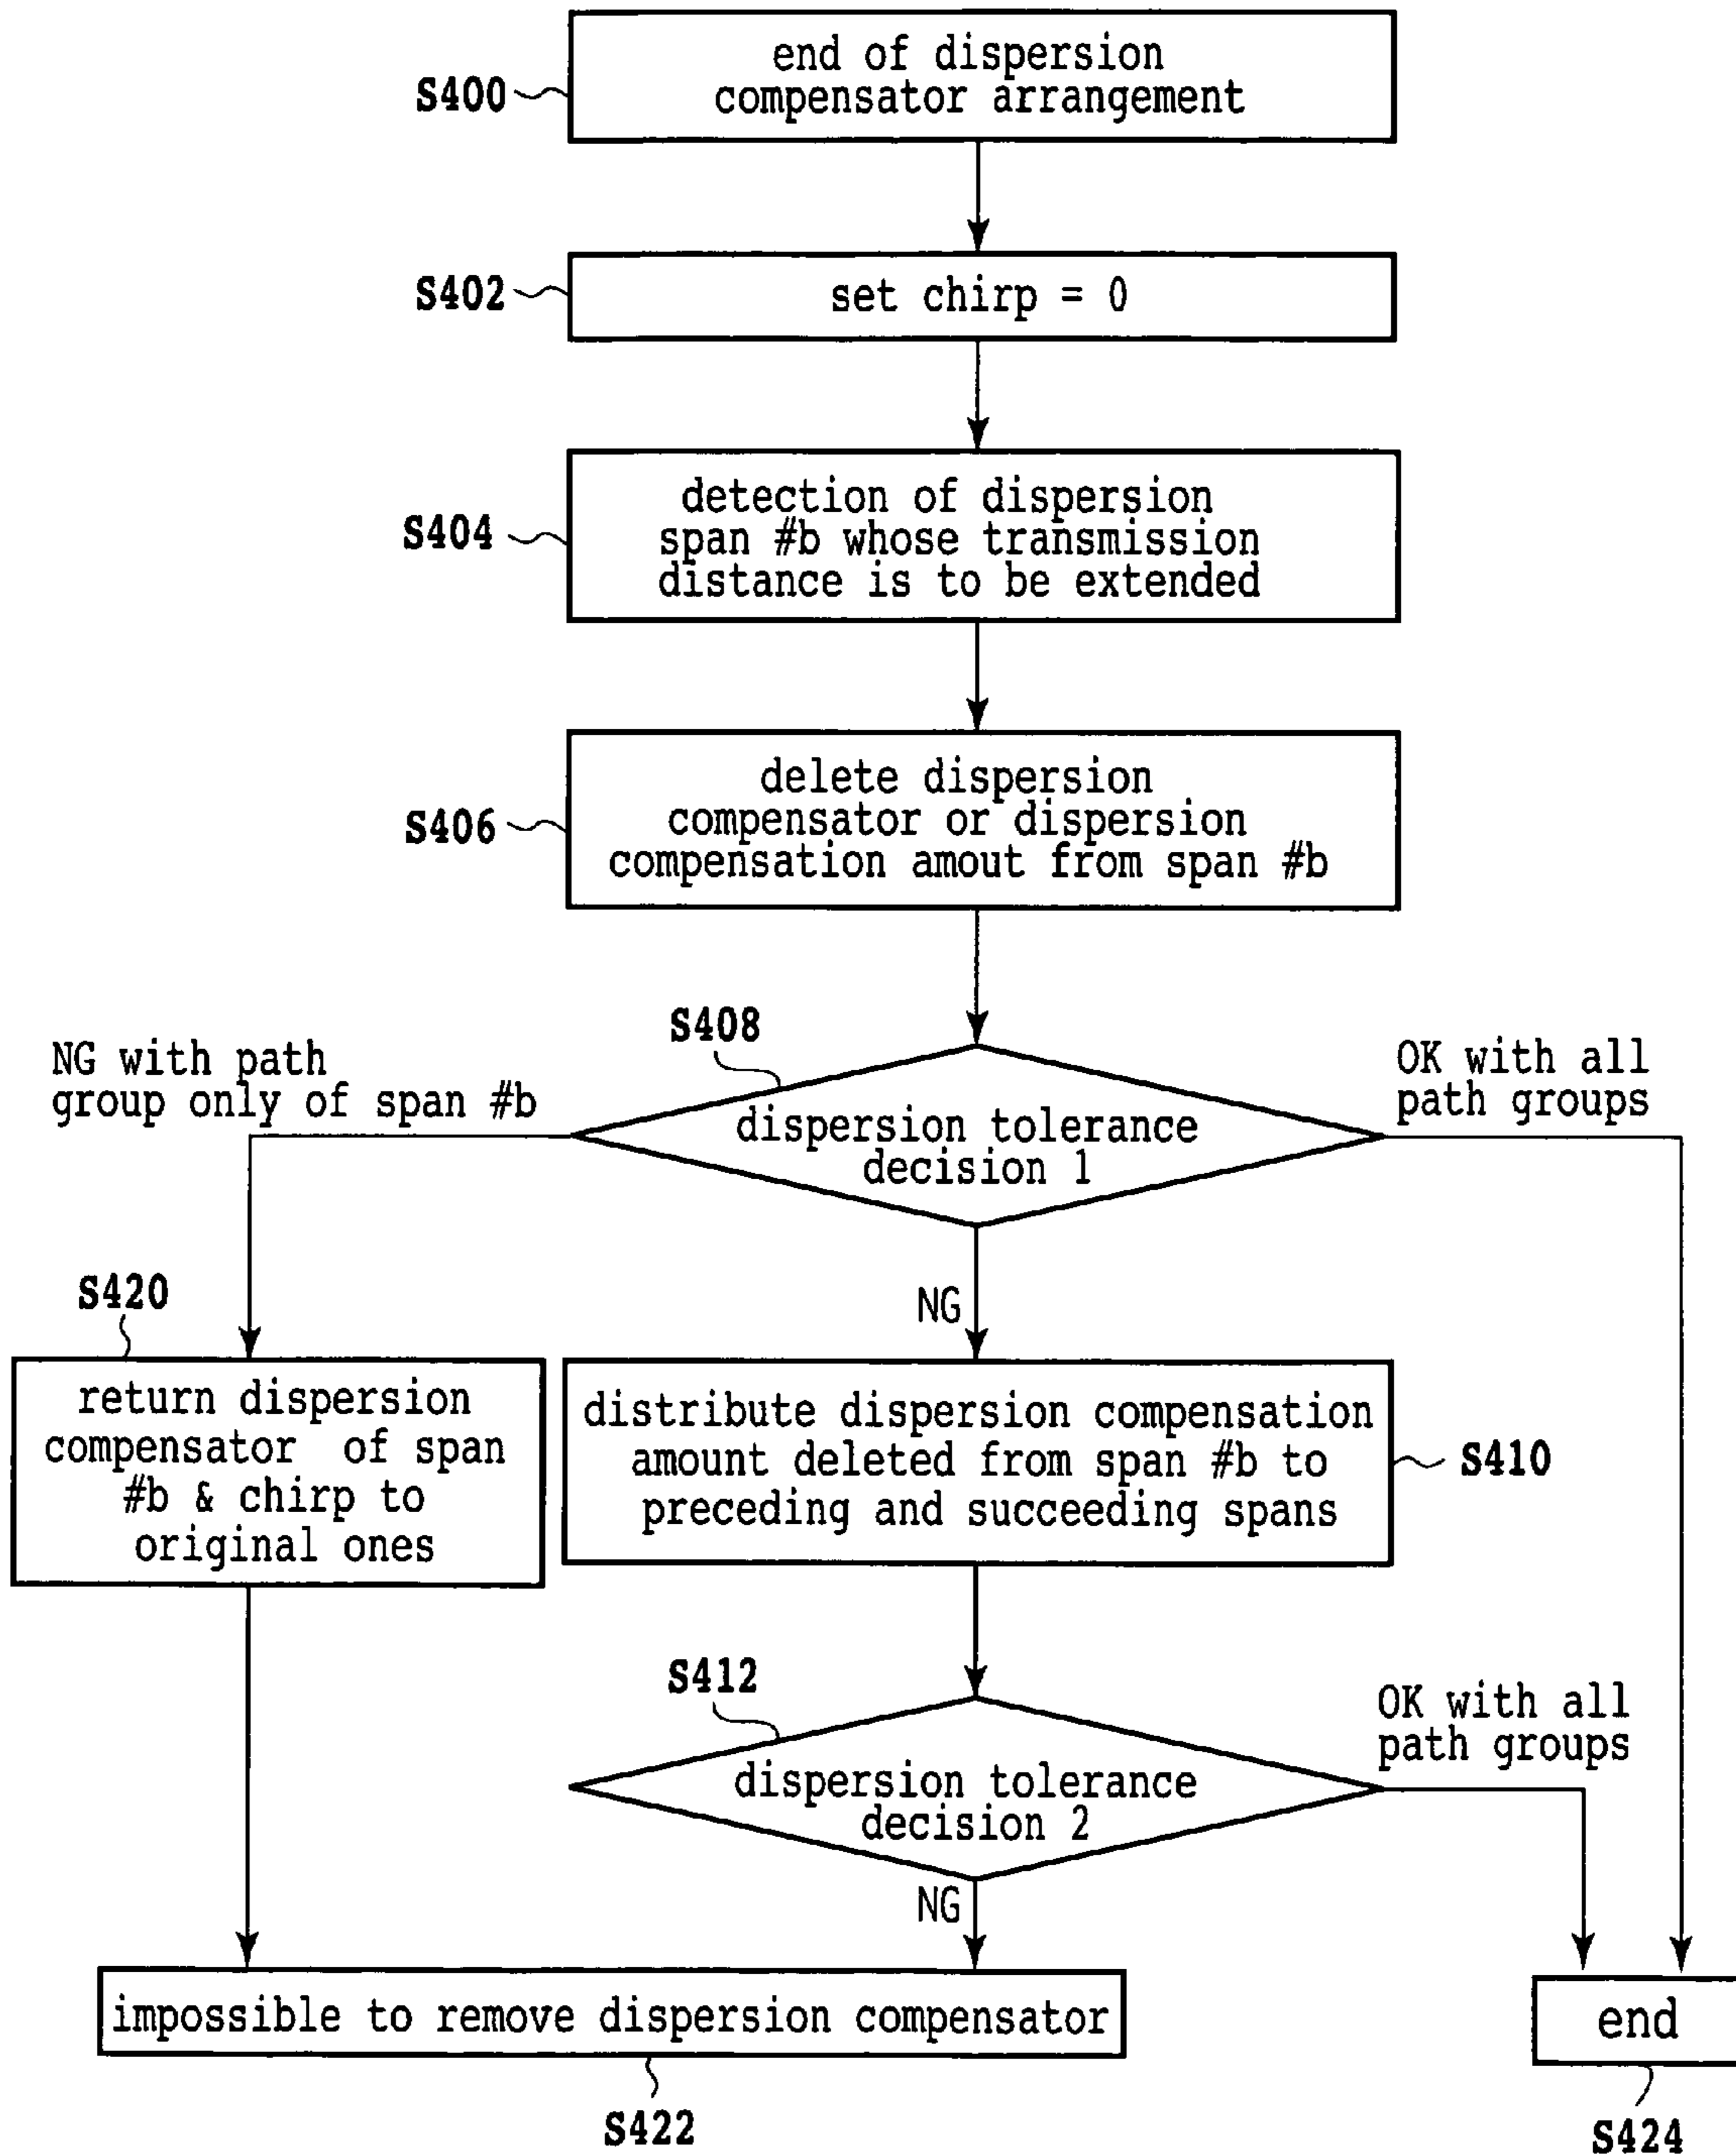 end of dispersion
compensator arrangement
S400
set chirp = 0
S402
detection of dispersion
span #b whose transmission
distance is to be extended
S404
delete dispersion
compensator or dispersion
compensation amout from span #b
S406
S408
NG with path
group only of span #b
OK with all
path groups
dispersion tolerance
decision 1
S420
NG
return dispersion
compensator of span
#b & chirp to
original ones
distribute dispersion compensation
amount deleted from span #b to
preceding and succeeding spans
S410
S412
OK with all
path groups
dispersion tolerance
decision 2
NG
impossible to remove dispersion compensator
end
S422
S424